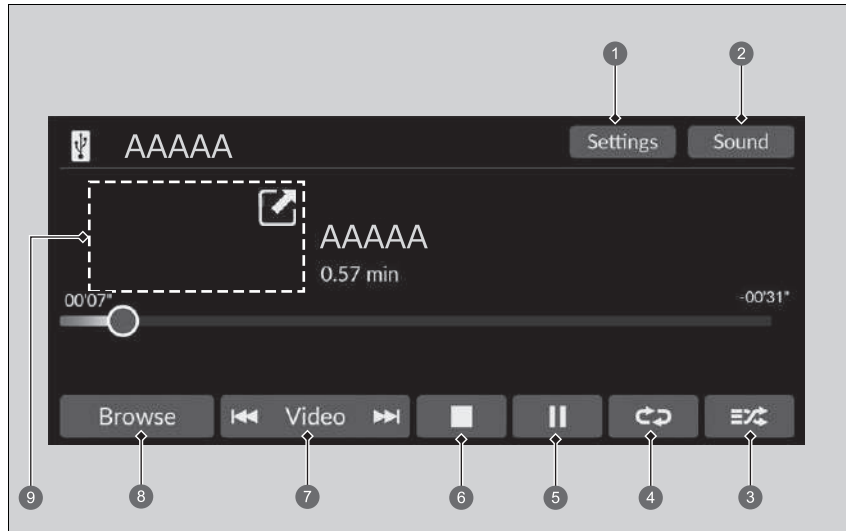 1 2
AAAAA Settings Sound
AAAAA
0.57 min
00'07" -00'31"
Browse Video
9 8 7 6 5 4 3